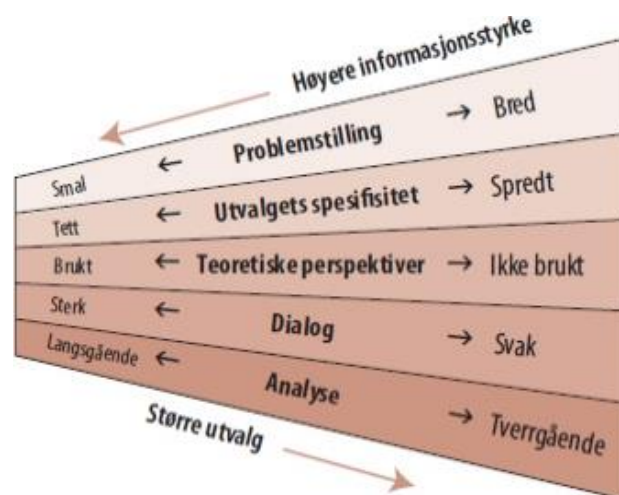 Høyere informasjonsstyrke
Smal ← Problemstilling → Bred
Tett ← Utvalgets spesifisitet → Spredt
Brukt ← Teoretiske perspektiver → Ikke brukt
Sterk ← Dialog → Svak
Langsgående ← Analyse → Tverrgående
Større utvalg